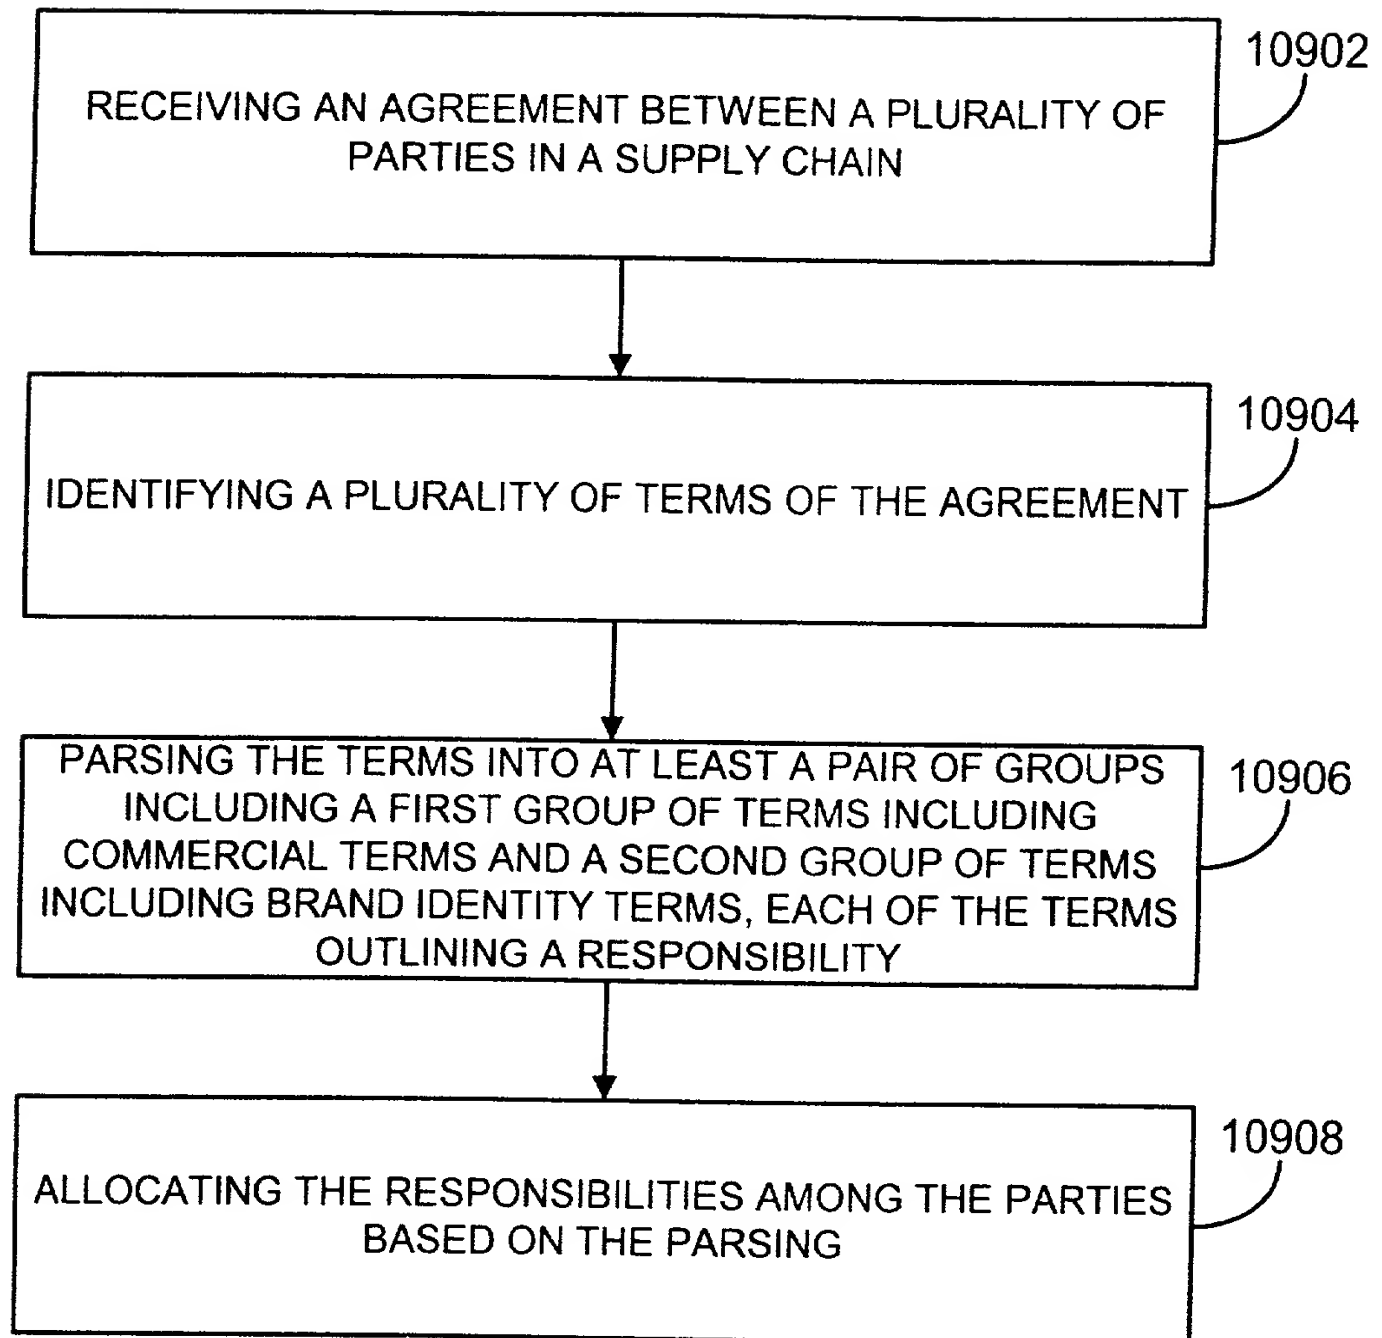 10902
RECEIVING AN AGREEMENT BETWEEN A PLURALITY OF
PARTIES IN A SUPPLY CHAIN
10904
IDENTIFYING A PLURALITY OF TERMS OF THE AGREEMENT
10906
PARSING THE TERMS INTO AT LEAST A PAIR OF GROUPS
INCLUDING A FIRST GROUP OF TERMS INCLUDING
COMMERCIAL TERMS AND A SECOND GROUP OF TERMS
INCLUDING BRAND IDENTITY TERMS, EACH OF THE TERMS
OUTLINING A RESPONSIBILITY
10908
ALLOCATING THE RESPONSIBILITIES AMONG THE PARTIES
BASED ON THE PARSING